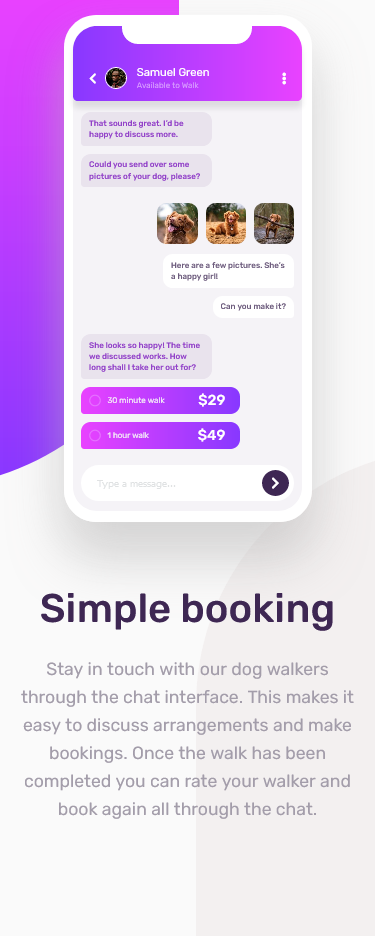 Samuel Green
Available to Walk
That sounds great. I'd be
happy to discuss more.
Could you send over some
pictures of your dog, please?
Here are a few pictures. She's
a happy girl!
Can you make it?
She looks so happy! The time
we discussed works. How
long shall I take her out for?
30 minute walk $29
1 hour walk $49
Type a message...
Simple booking
Stay in touch with our dog walkers
through the chat interface. This makes it
easy to discuss arrangements and make
bookings. Once the walk has been
completed you can rate your walker and
book again all through the chat.